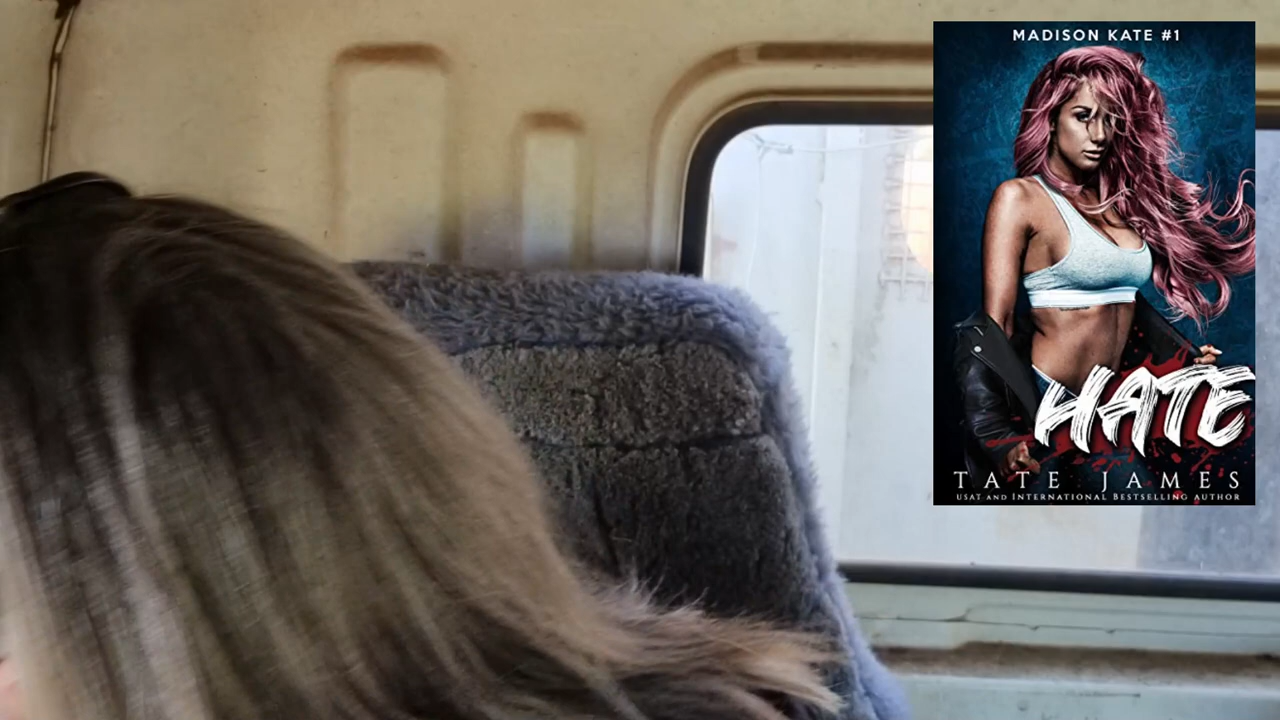 MADISON KATE #1
HATE
TATE JAMES
USAT AND INTERNATIONAL BESTSELLING AUTHOR